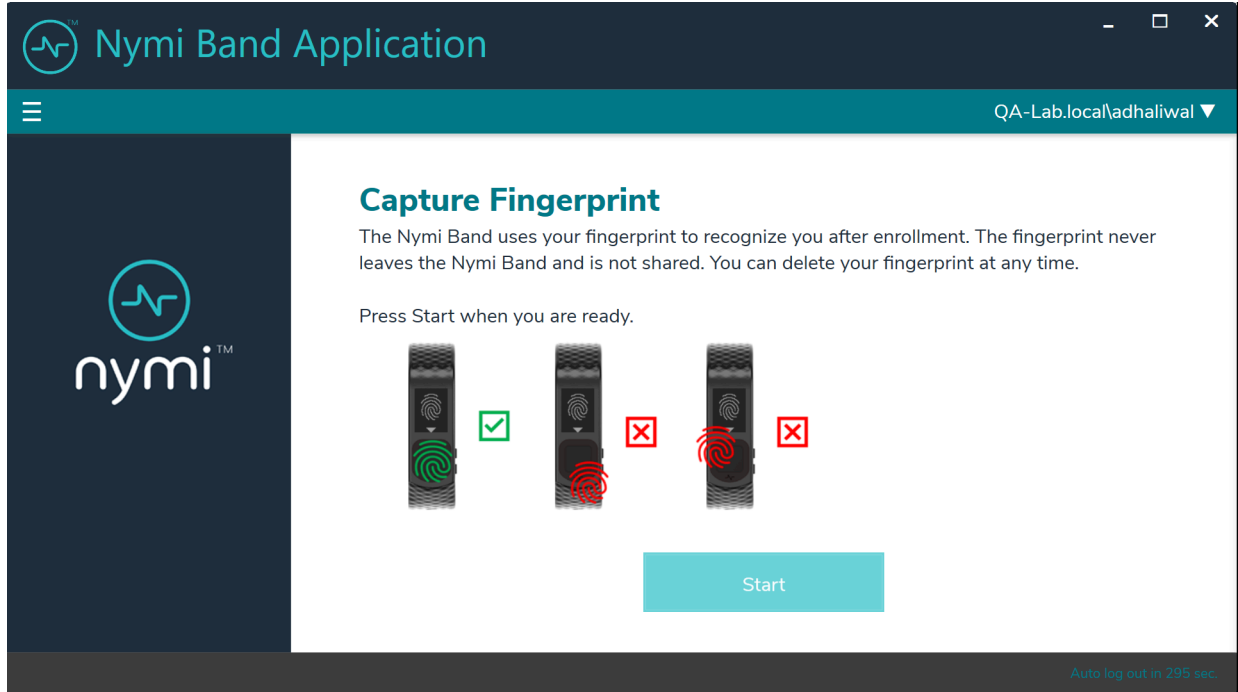 Nymi Band Application
TM
QA-Lab.local\adhaliwal ▼
Capture Fingerprint
The Nymi Band uses your fingerprint to recognize you after enrollment. The fingerprint never
leaves the Nymi Band and is not shared. You can delete your fingerprint at any time.
Press Start when you are ready.
nymi™
Start
Auto log out in 295 sec.